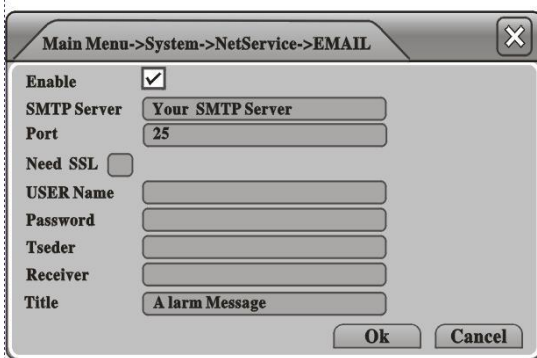 Main Menu->System->NetService->EMAIL
Enable
SMTP Server Your SMTP Server
Port 25
Need SSL
USER Name
Password
Tseder
Receiver
Title A larm Message
Ok Cancel